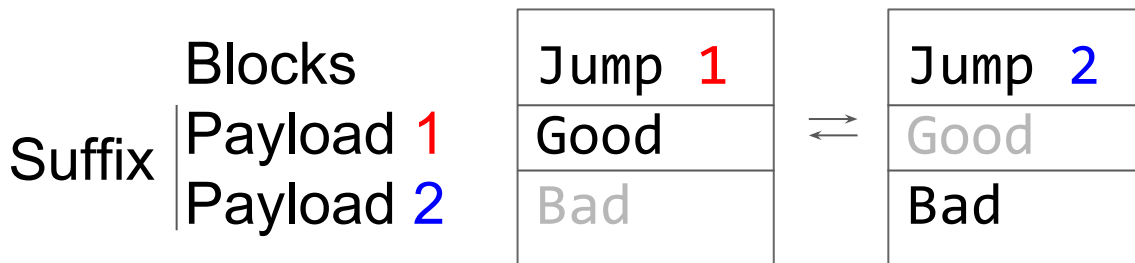 Blocks
Jump 1
Jump 2
Suffix
Payload 1
Good
Good
Payload 2
Bad
Bad